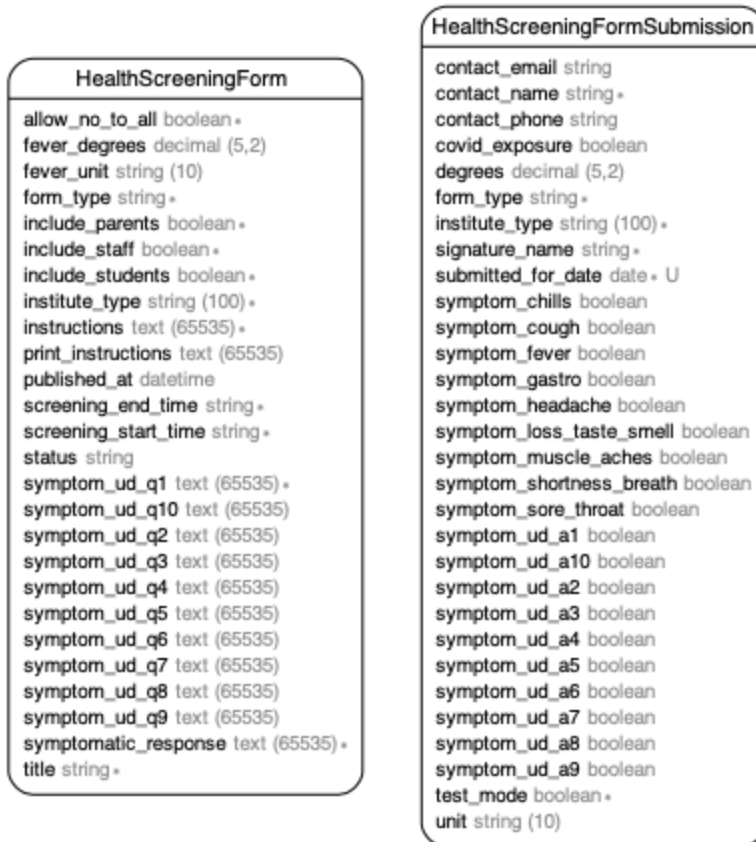 HealthScreeningForm
allow_no_to_all boolean *
fever_degrees decimal (5,2)
fever_unit string (10)
form_type string *
include_parents boolean *
include_staff boolean *
include_students boolean *
institute_type string (100) *
instructions text (65535) *
print_instructions text (65535)
published_at datetime
screening_end_time string *
screening_start_time string *
status string
symptom_ud_q1 text (65535) *
symptom_ud_q10 text (65535)
symptom_ud_q2 text (65535)
symptom_ud_q3 text (65535)
symptom_ud_q4 text (65535)
symptom_ud_q5 text (65535)
symptom_ud_q6 text (65535)
symptom_ud_q7 text (65535)
symptom_ud_q8 text (65535)
symptom_ud_q9 text (65535)
symptomatic_response text (65535) *
title string *
HealthScreeningFormSubmission
contact_email string
contact_name string *
contact_phone string
covid_exposure boolean
degrees decimal (5,2)
form_type string *
institute_type string (100) *
signature_name string *
submitted_for_date date * U
symptom_chills boolean
symptom_cough boolean
symptom_fever boolean
symptom_gastro boolean
symptom_headache boolean
symptom_loss_taste_smell boolean
symptom_muscle_aches boolean
symptom_shortness_breath boolean
symptom_sore_throat boolean
symptom_ud_a1 boolean
symptom_ud_a10 boolean
symptom_ud_a2 boolean
symptom_ud_a3 boolean
symptom_ud_a4 boolean
symptom_ud_a5 boolean
symptom_ud_a6 boolean
symptom_ud_a7 boolean
symptom_ud_a8 boolean
symptom_ud_a9 boolean
test_mode boolean *
unit string (10)